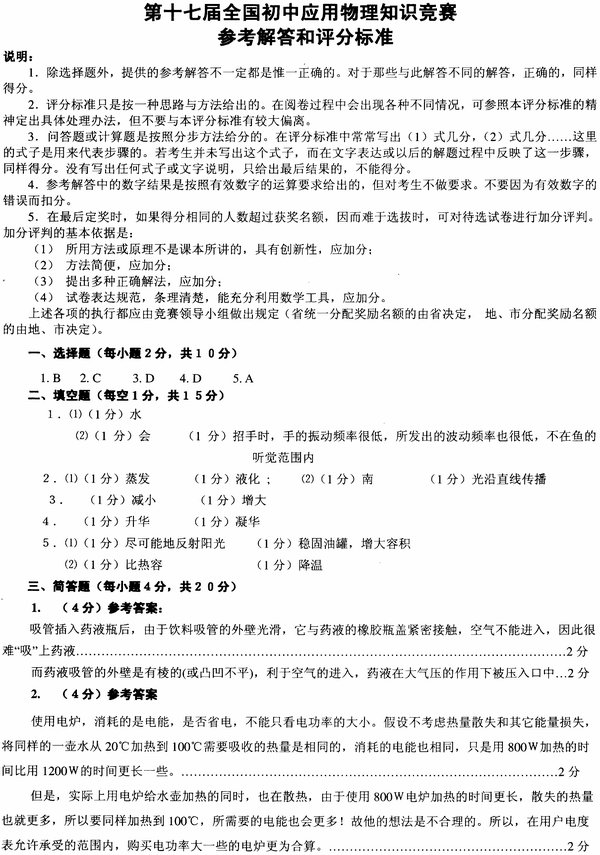 第十七届全国初中应用物理知识竞赛
参考解答和评分标准
说明：
1．除选择题外，提供的参考解答不一定都是惟一正确的。对于那些与此解答不同的解答，正确的，同样
得分。
2．评分标准只是按一种思路与方法给出的。在阅卷过程中会出现各种不同情况，可参照本评分标准的精
神定出具体处理办法，但不要与本评分标准有较大偏离。
3．问答题或计算题是按照分步方法给分的。在评分标准中常常写出（1）式几分，（2）式几分……这里
的式子是用来代表步骤的。若考生并未写出这个式子，而在文字表达或以后的解题过程中反映了这一步骤，
同样得分。没有写出任何式子或文字说明，只给出最后结果的，不能得分。
4．参考解答中的数字结果是按照有效数字的运算要求给出的，但对考生不做要求。不要因为有效数字的
错误而扣分。
5．在最后定奖时，如果得分相同的人数超过获奖名额，因而难于选拔时，可对待选试卷进行加分评判。
加分评判的基本依据是：
（1） 所用方法或原理不是课本所讲的，具有创新性，应加分；
（2） 方法简便，应加分；
（3） 提出多种正确解法，应加分；
（4） 试卷表达规范，条理清楚，能充分利用数学工具，应加分。
上述各项的执行都应由竞赛领导小组做出规定（省统一分配奖励名额的由省决定， 地、市分配奖励名额
的由地、市决定）。
一、选择题（每小题２分，共１０分）
1. B 2. C 3. D 4. D 5. A
二、填空题（每空１分，共１５分）
１．⑴（１分）水
⑵（1 分）会 （1 分）招手时，手的振动频率很低，所发出的波动频率也很低，不在鱼的
听觉范围内
２．⑴（1 分）蒸发 （1 分）液化； ⑵（1 分）南 （1 分）光沿直线传播
３． （1 分）减小 （1 分）增大
４． （1 分）升华 （1 分）凝华
５．⑴（1 分）尽可能地反射阳光 （1 分）稳固油罐，增大容积
⑵（1 分）比热容 （1 分）降温
三、简答题（每小题４分，共２０分）
1. （４分）参考答案：
吸管插入药液瓶后，由于饮料吸管的外壁光滑，它与药液的橡胶瓶盖紧密接触，空气不能进入，因此很
难“吸”上药液……………………………………………………………………………………2 分
而药液吸管的外壁是有棱的(或凸凹不平)，利于空气的进入，药液在大气压的作用下被压入口中…2 分
2. （４分）参考答案
使用电炉，消耗的是电能，是否省电，不能只看电功率的大小。假设不考虑热量散失和其它能量损失，
将同样的一壶水从 20℃加热到 100℃需要吸收的热量是相同的，消耗的电能也相同，只是用 800Ｗ加热的时
间比用 1200Ｗ的时间更长一些。……………………………………………………………2 分
但是，实际上用电炉给水壶加热的同时，也在散热，由于使用 800Ｗ电炉加热的时间更长，散失的热量
也就更多，所以要同样加热到 100℃，所需要的电能也会更多！故他的想法是不合理的。所以，在用户电度
表允许承受的范围内，购买电功率大一些的电炉更为合算。……………………………………2 分